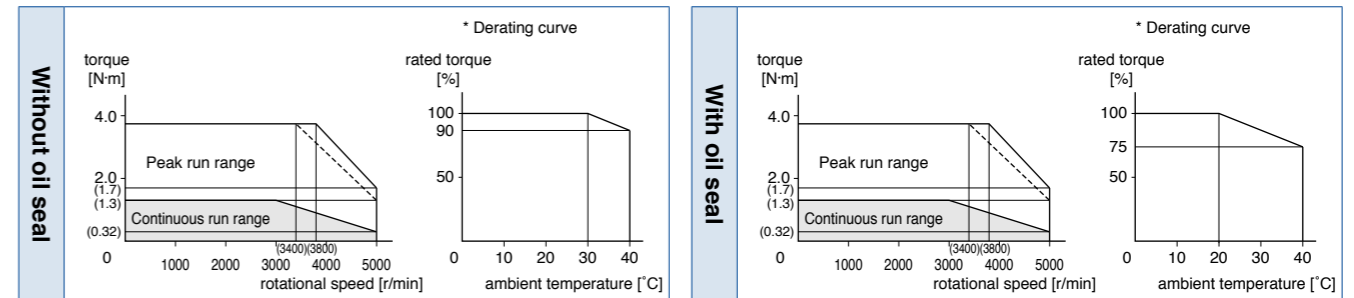 Without oil seal
* Derating curve
torque
[N·m]
4.0
2.0
(1.7)
(1.3)
(0.32)
0
Peak run range
Continuous run range
(3400)(3800)
1000 2000 3000 4000 5000
rotational speed [r/min]
rated torque
[%]
100
90
50
0 10 20 30 40
ambient temperature [˚C]
With oil seal
* Derating curve
torque
[N·m]
4.0
2.0
(1.7)
(1.3)
(0.32)
0
Peak run range
Continuous run range
(3400)(3800)
1000 2000 3000 4000 5000
rotational speed [r/min]
rated torque
[%]
100
75
50
0 10 20 30 40
ambient temperature [˚C]